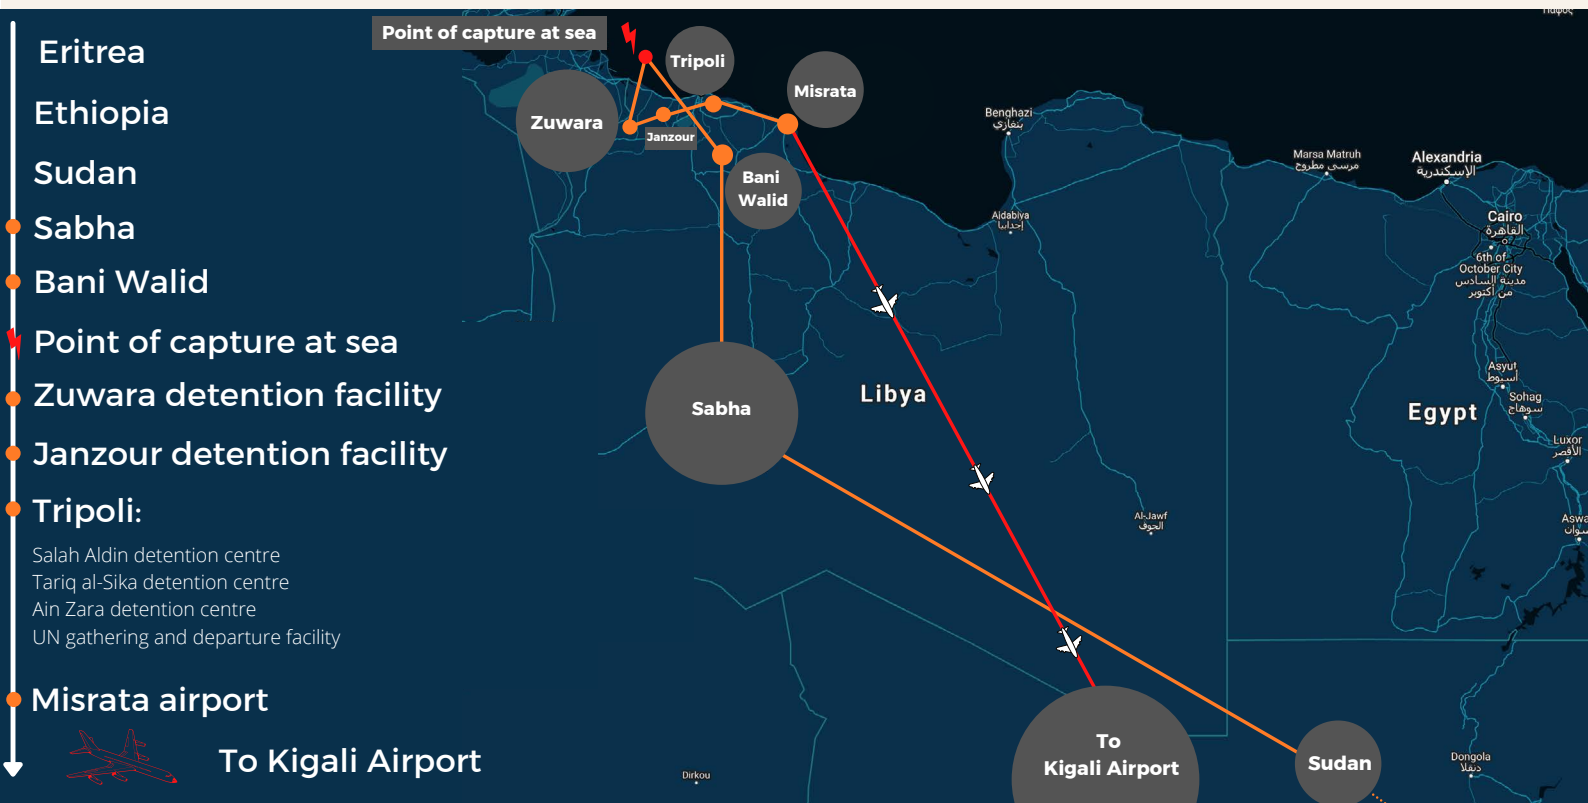 Eritrea
Ethiopia
Sudan
Sabha
Bani Walid
Point of capture at sea
Zuwara detention facility
Janzour detention facility
Tripoli:
Salah Aldin detention centre
Tariq al-Sika detention centre
Ain Zara detention centre
UN gathering and departure facility
Misrata airport
To Kigali Airport
Point of capture at sea
Tripoli
Misrata
Zuwara
Janzour
Bani
Walid
Sabha
Libya
Benghazi
بنغازي
Ajdabiya
إجدابيا
Marsa Matruh
مرسى مطروح
Alexandria
الإسكندرية
Cairo
القاهرة
6th of
October City
مدينة السادس
من أكتوبر
Asyut
أسيوط
Sohag
سوهاج
Egypt
Luxor
الأقصر
Al-Jawf
الجوف
Aswa
سوان
To
Kigali Airport
Sudan
Dongola
دنقلا
Dirkou